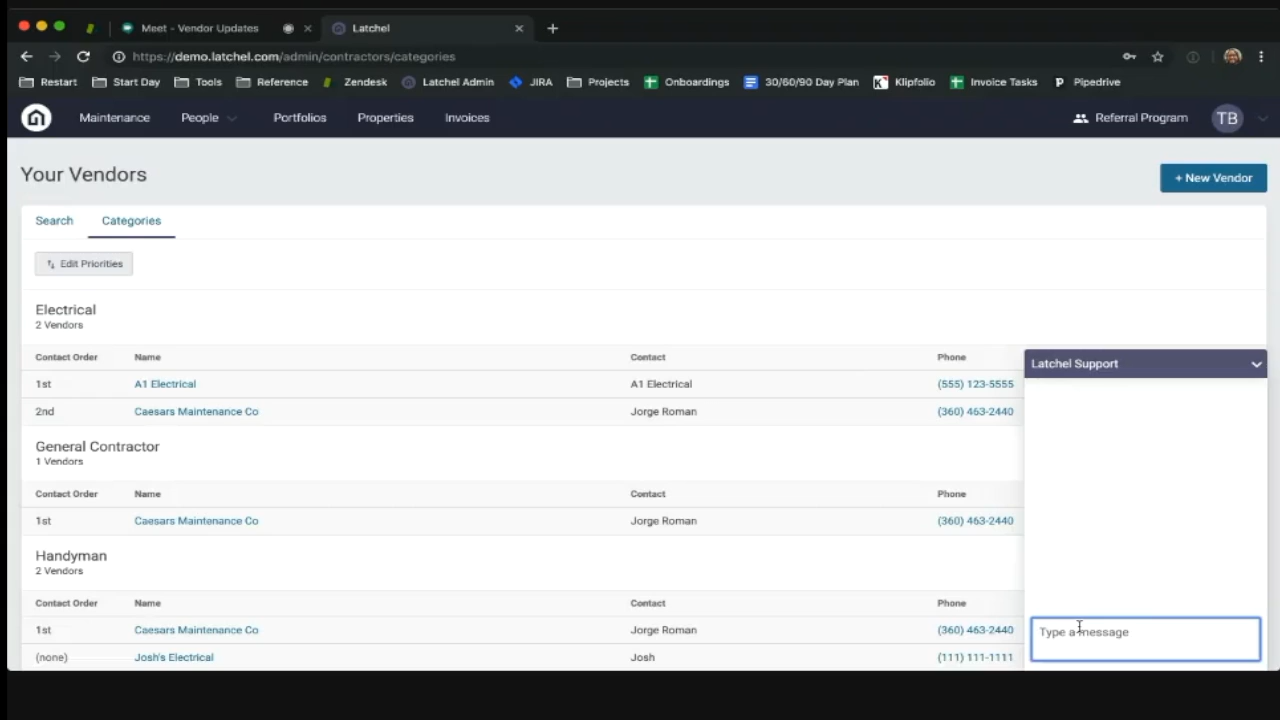 Meet - Vendor Updates
Latchel
https://demo.latchel.com/admin/contractors/categories
Restart Start Day Tools Reference Zendesk Latchel Admin JIRA Projects Onboardings 30/60/90 Day Plan Klipfolio Invoice Tasks Pipedrive
Maintenance People Portfolios Properties Invoices Referral Program TB
Your Vendors
+ New Vendor
Search Categories
Edit Priorities
Electrical
2 Vendors
Contact Order Name Contact Phone
1st A1 Electrical A1 Electrical (555) 123-5555
2nd Caesars Maintenance Co Jorge Roman (360) 463-2440
General Contractor
1 Vendors
Contact Order Name Contact Phone
1st Caesars Maintenance Co Jorge Roman (360) 463-2440
Handyman
2 Vendors
Contact Order Name Contact Phone
1st Caesars Maintenance Co Jorge Roman (360) 463-2440
(none) Josh's Electrical Josh (111) 111-1111
Latchel Support
Type a message